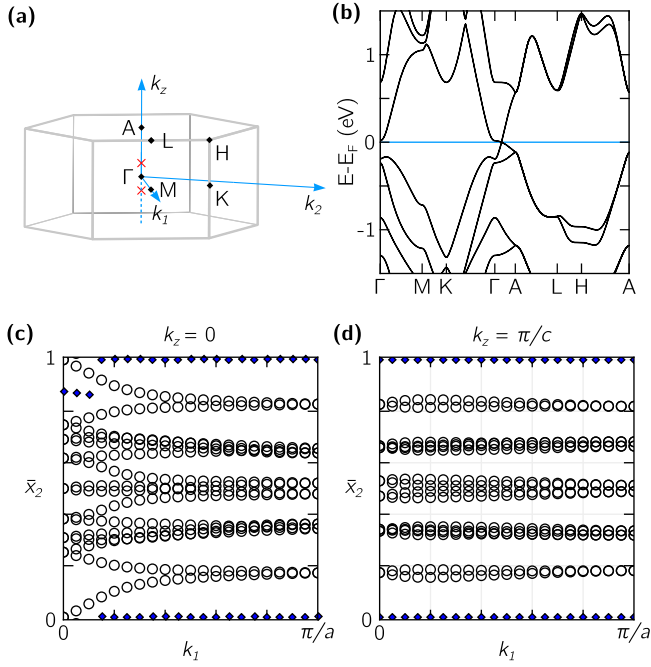 (a)
k_z
A
L
H
Γ
M
K
k_1
k_2
(b)
E-E_F (eV)
1
0
-1
Γ M K Γ A L H A
(c)
k_z = 0
1
x̄_2
0
0
k_1
π/a
(d)
k_z = π/c
1
x̄_2
0
0
k_1
π/a